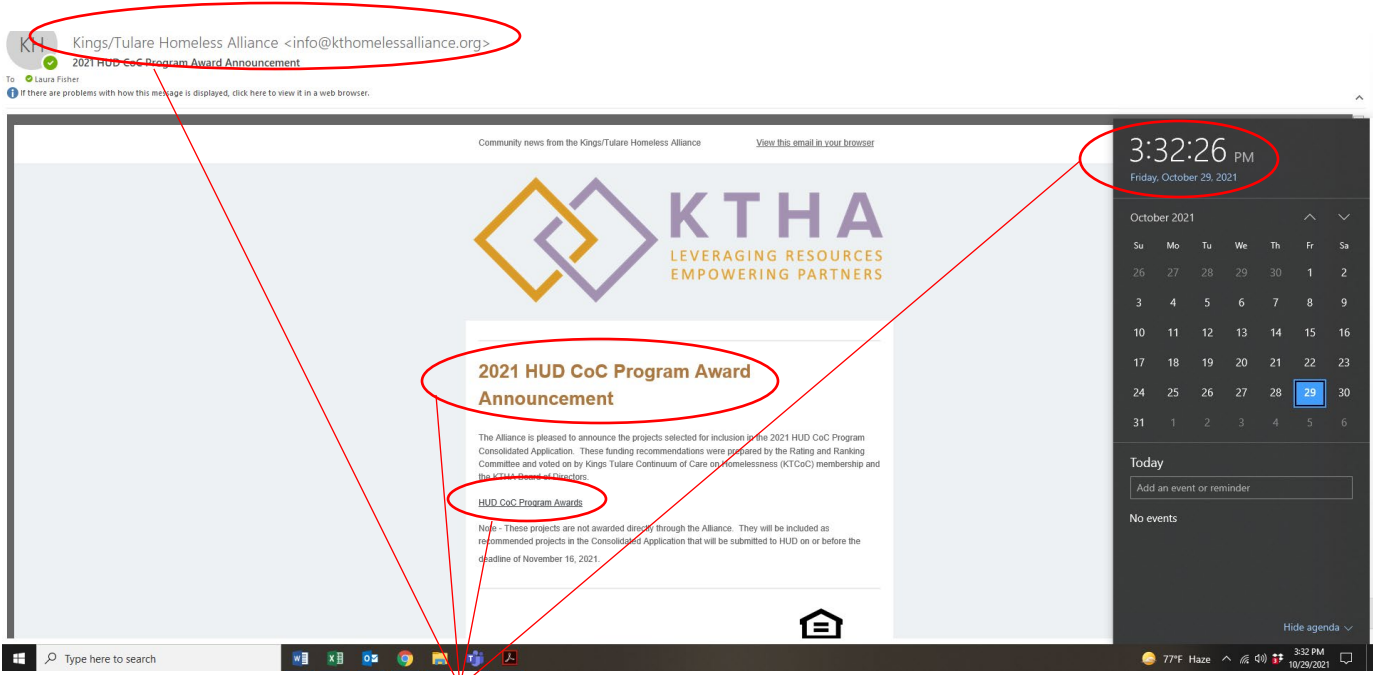 KH
Kings/Tulare Homeless Alliance <info@kthomelessalliance.org>
2021 HUD CoC Program Award Announcement
To Laura Fisher
If there are problems with how this message is displayed, click here to view it in a web browser.
Community news from the Kings/Tulare Homeless Alliance View this email in your browser
KTHA
LEVERAGING RESOURCES
EMPOWERING PARTNERS
2021 HUD CoC Program Award
Announcement
The Alliance is pleased to announce the projects selected for inclusion in the 2021 HUD CoC Program
Consolidated Application. These funding recommendations were prepared by the Rating and Ranking
Committee and voted on by Kings Tulare Continuum of Care on Homelessness (KTCoC) membership and
the KTHA Board of Directors.
HUD CoC Program Awards
Note - These projects are not awarded directly through the Alliance. They will be included as
recommended projects in the Consolidated Application that will be submitted to HUD on or before the
deadline of November 16, 2021.
3:32:26 PM
Friday, October 29, 2021
October 2021
Su Mo Tu We Th Fr Sa
26 27 28 29 30 1 2
3 4 5 6 7 8 9
10 11 12 13 14 15 16
17 18 19 20 21 22 23
24 25 26 27 28 29 30
31 1 2 3 4 5 6
Today
Add an event or reminder
No events
Hide agenda
Type here to search
77°F Haze
3:32 PM
10/29/2021